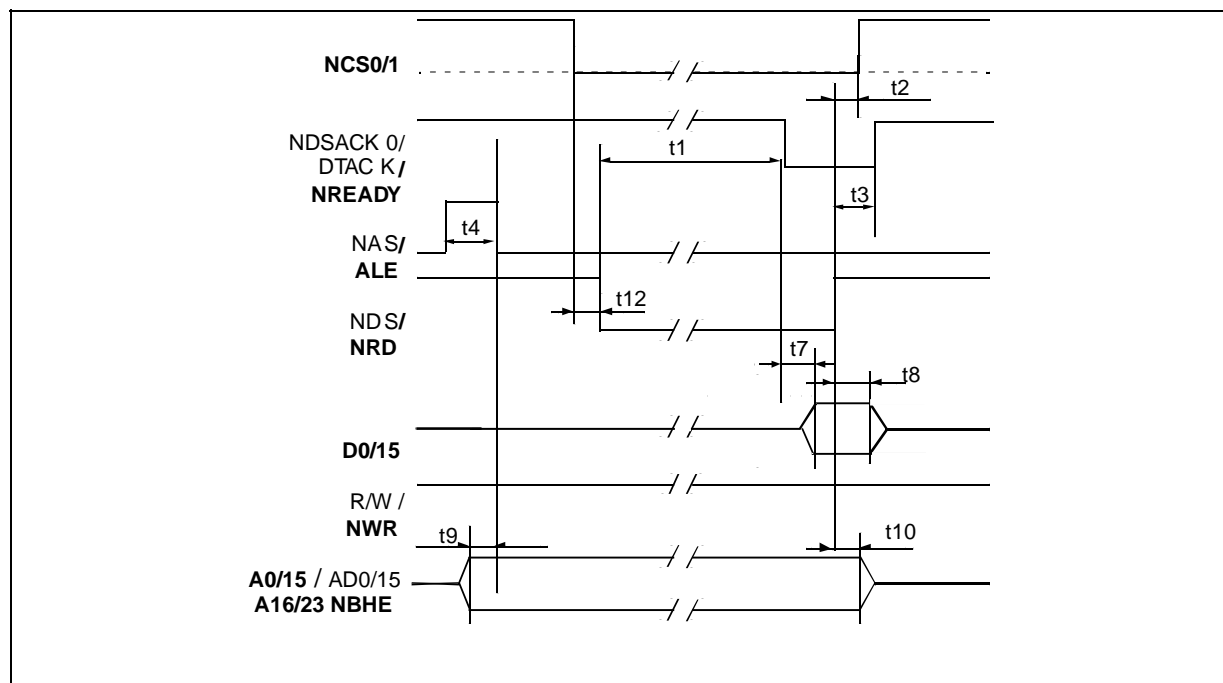 NCS0/1
t2
NDSACK 0/
DTAC K/
NREADY
t1
t3
t4
NAS/
ALE
t12
NDS/
NRD
t7
t8
D0/15
R/W /
NWR
t9
t10
A0/15 / AD0/15
A16/23 NBHE